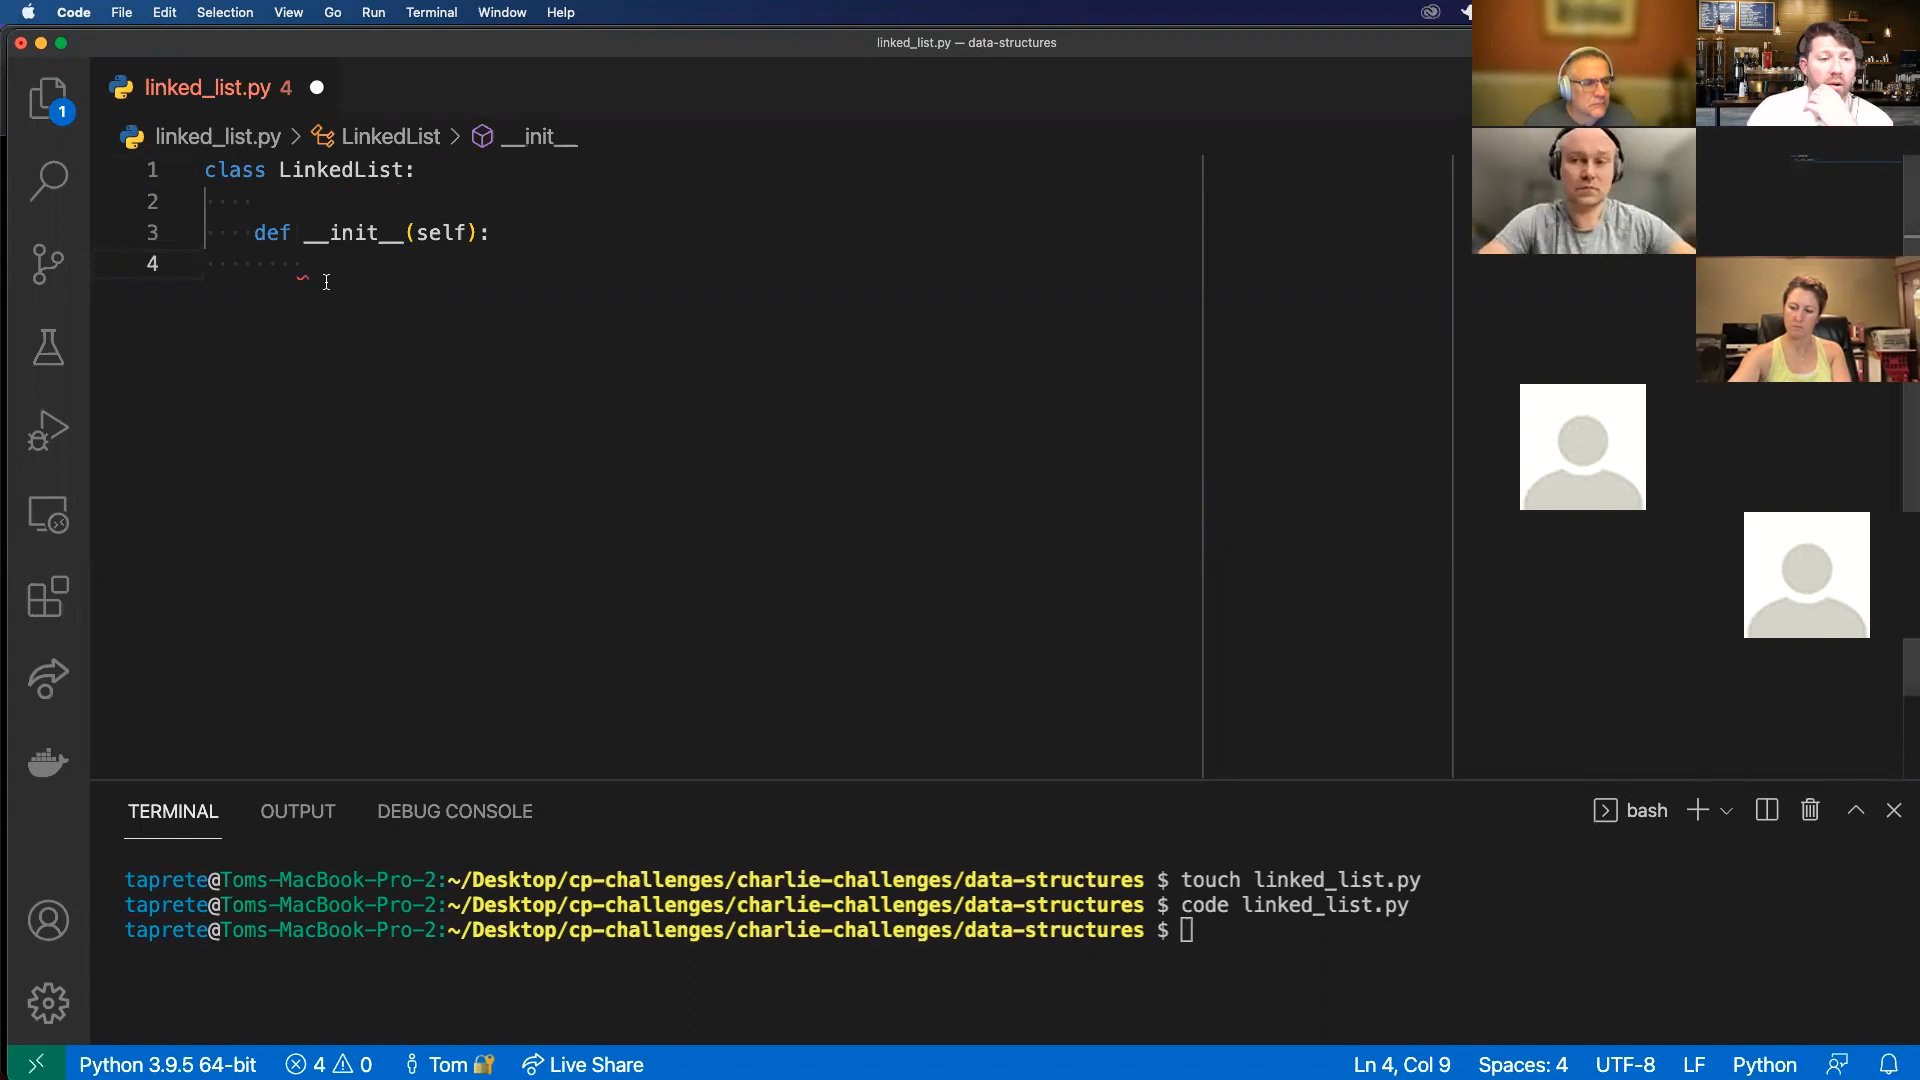 Code File Edit Selection View Go Run Terminal Window Help
linked_list.py — data-structures
linked_list.py 4
1
linked_list.py > LinkedList > __init__
1 class LinkedList:
2
3 def __init__(self):
4
TERMINAL OUTPUT DEBUG CONSOLE
bash
taprete@Toms-MacBook-Pro-2:~/Desktop/cp-challenges/charlie-challenges/data-structures $ touch linked_list.py
taprete@Toms-MacBook-Pro-2:~/Desktop/cp-challenges/charlie-challenges/data-structures $ code linked_list.py
taprete@Toms-MacBook-Pro-2:~/Desktop/cp-challenges/charlie-challenges/data-structures $
Python 3.9.5 64-bit 4 0 Tom Live Share Ln 4, Col 9 Spaces: 4 UTF-8 LF Python